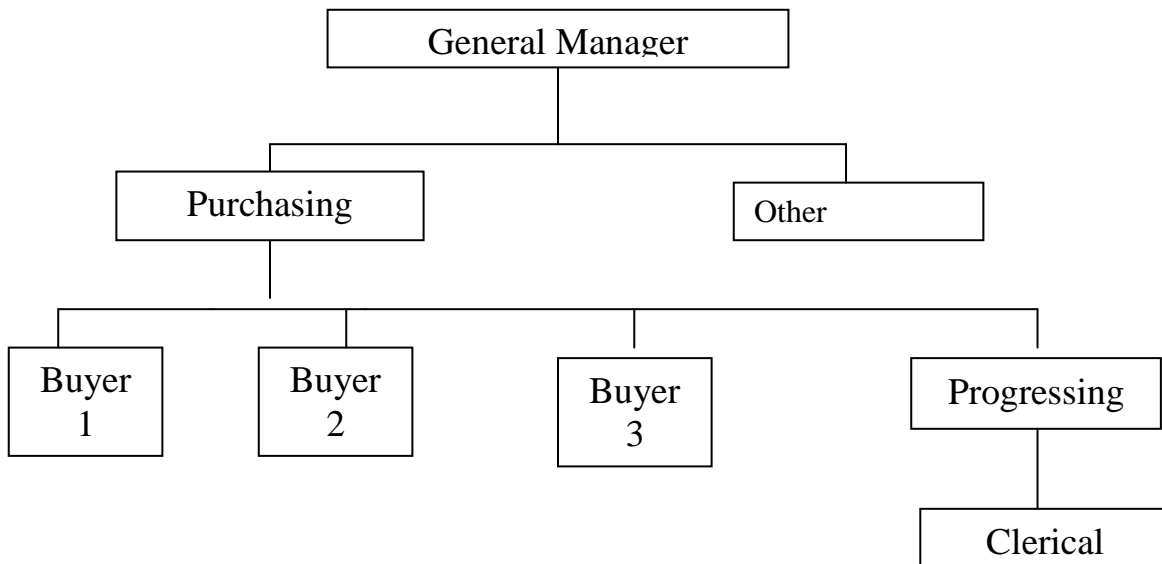 General Manager
Purchasing
Other
Buyer
1
Buyer
2
Buyer
3
Progressing
Clerical